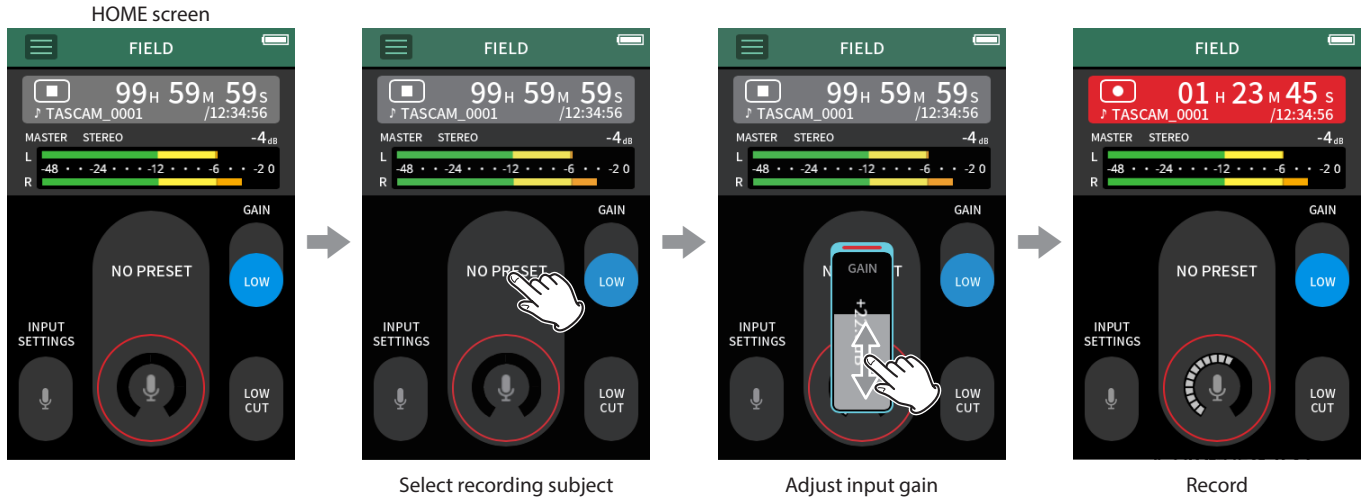 HOME screen
FIELD
99H 59M 59S
♪ TASCAM_0001 /12:34:56
MASTER STEREO -4dB
L
-48 · · -24 · · · · -12 · · · · -6 · · · -2 0
R
GAIN
NO PRESET
LOW
INPUT
SETTINGS
LOW
CUT
FIELD
99H 59M 59S
♪ TASCAM_0001 /12:34:56
MASTER STEREO -4dB
L
-48 · · -24 · · · · -12 · · · · -6 · · · -2 0
R
GAIN
NO PRESET
LOW
INPUT
SETTINGS
LOW
CUT
Select recording subject
FIELD
99H 59M 59S
♪ TASCAM_0001 /12:34:56
MASTER STEREO -4dB
L
-48 · · -24 · · · · -12 · · · · -6 · · · -2 0
R
GAIN
N T
GAIN
LOW
INPUT
SETTINGS
LOW
CUT
Adjust input gain
FIELD
01 H 23 M 45 S
♪ TASCAM_0001 /12:34:56
MASTER STEREO -4dB
L
-48 · · -24 · · · · -12 · · · · -6 · · · -2 0
R
GAIN
NO PRESET
LOW
INPUT
SETTINGS
LOW
CUT
Record